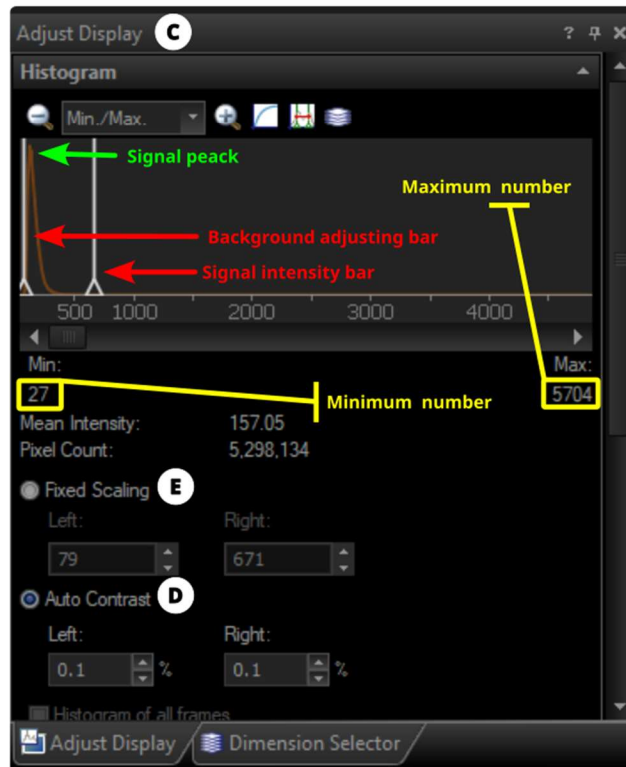 Adjust Display C ?
Histogram
Min./Max.
Signal peack
Maximum number
Background adjusting bar
Signal intensity bar
500 1000 2000 3000 4000
Min: Max:
27 5704
Minimum number
Mean Intensity: 157.05
Pixel Count: 5,298,134
Fixed Scaling E
Left: Right:
79 671
Auto Contrast D
Left: Right:
0.1 % 0.1 %
Histogram of all frames
Adjust Display Dimension Selector